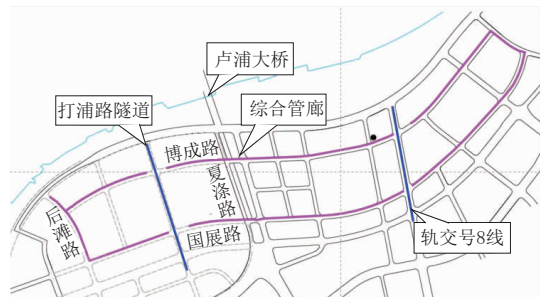 卢浦大桥
打浦路隧道
综合管廊
博成路
夏涤路
后滩路
国展路
轨交号8线